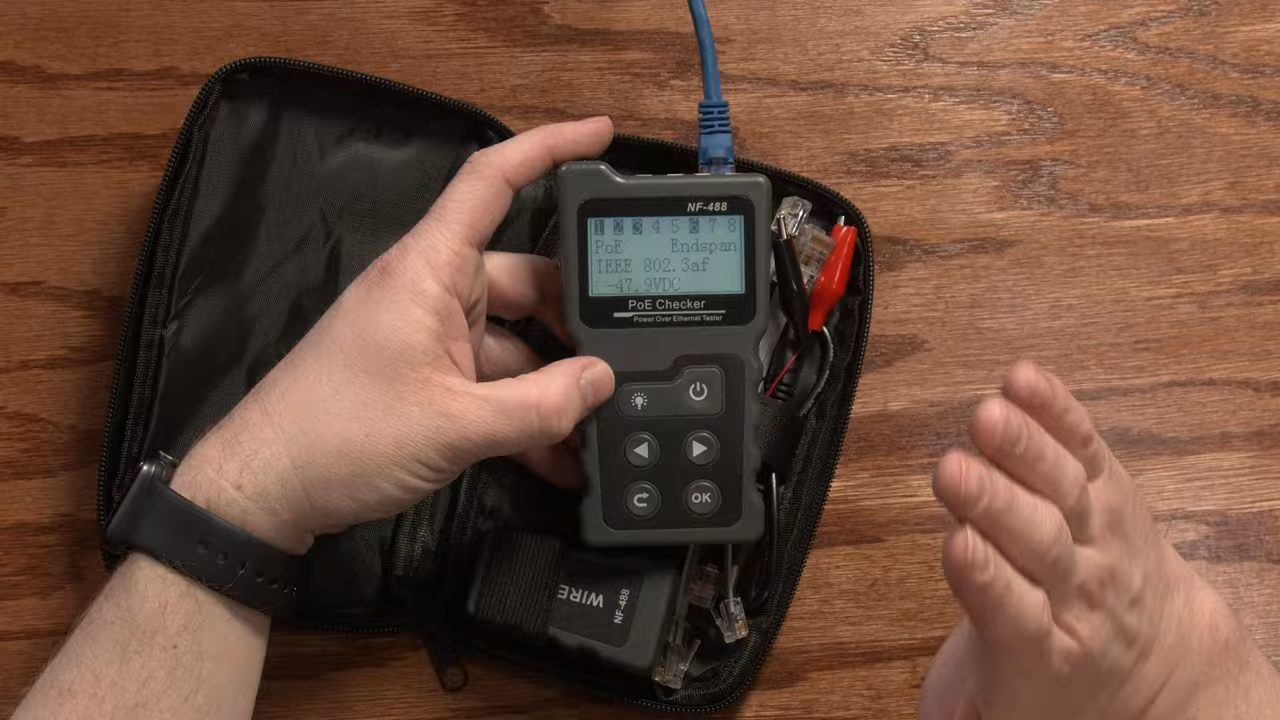 NF-488
1 2 3 4 5 6 7 8
PoE Endspan
IEEE 802.3af
-47.9VDC
PoE Checker
Power Over Ethernet Tester
OK
WIRE
NF-488